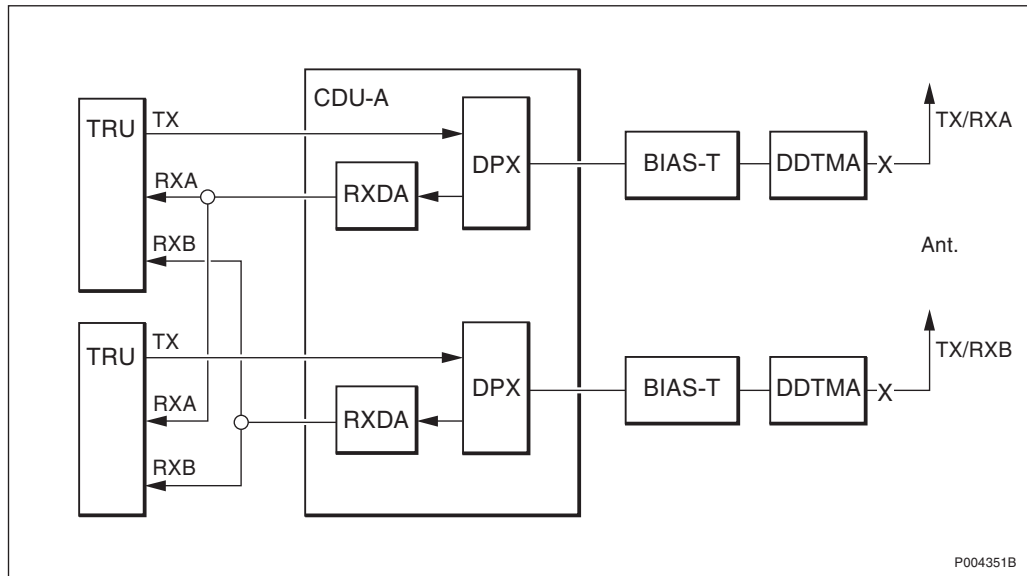 CDU-A
TRU
TX
RXA
RXB
RXDA
DPX
BIAS-T
DDTMA
X
TX/RXA
Ant.
TRU
TX
RXA
RXB
RXDA
DPX
BIAS-T
DDTMA
X
TX/RXB
P004351B